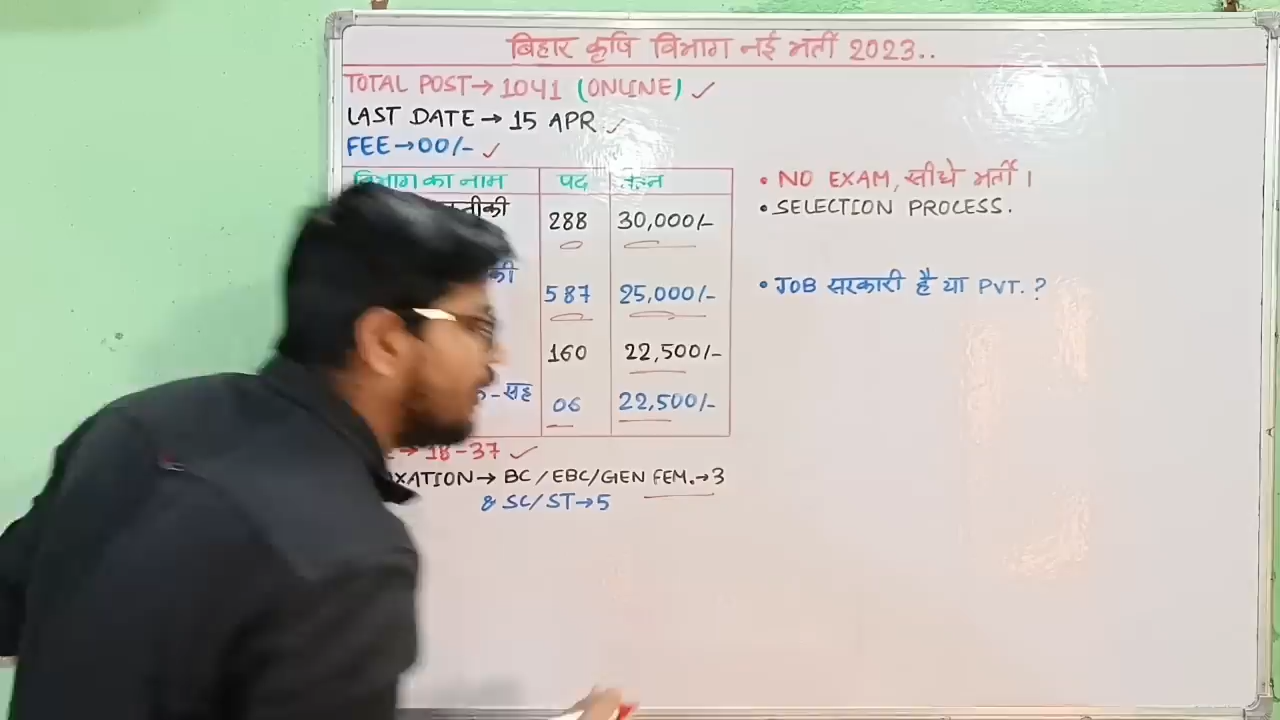 बिहार कृषि विभाग नई भर्ती 2023..
TOTAL POST→ 1041 (ONLINE) ✓
LAST DATE → 15 APR ✓
FEE→00/- ✓
विभाग का नाम पद वेतन
288 30,000/-
587 25,000/-
160 22,500/-
-सह 06 22,500/-
→ 18-37 ✓
→ BC/EBC/GEN FEM.→3
& SC/ST→5
• NO EXAM, सीधे भर्ती ।
• SELECTION PROCESS.
• JOB सरकारी है या PVT. ?